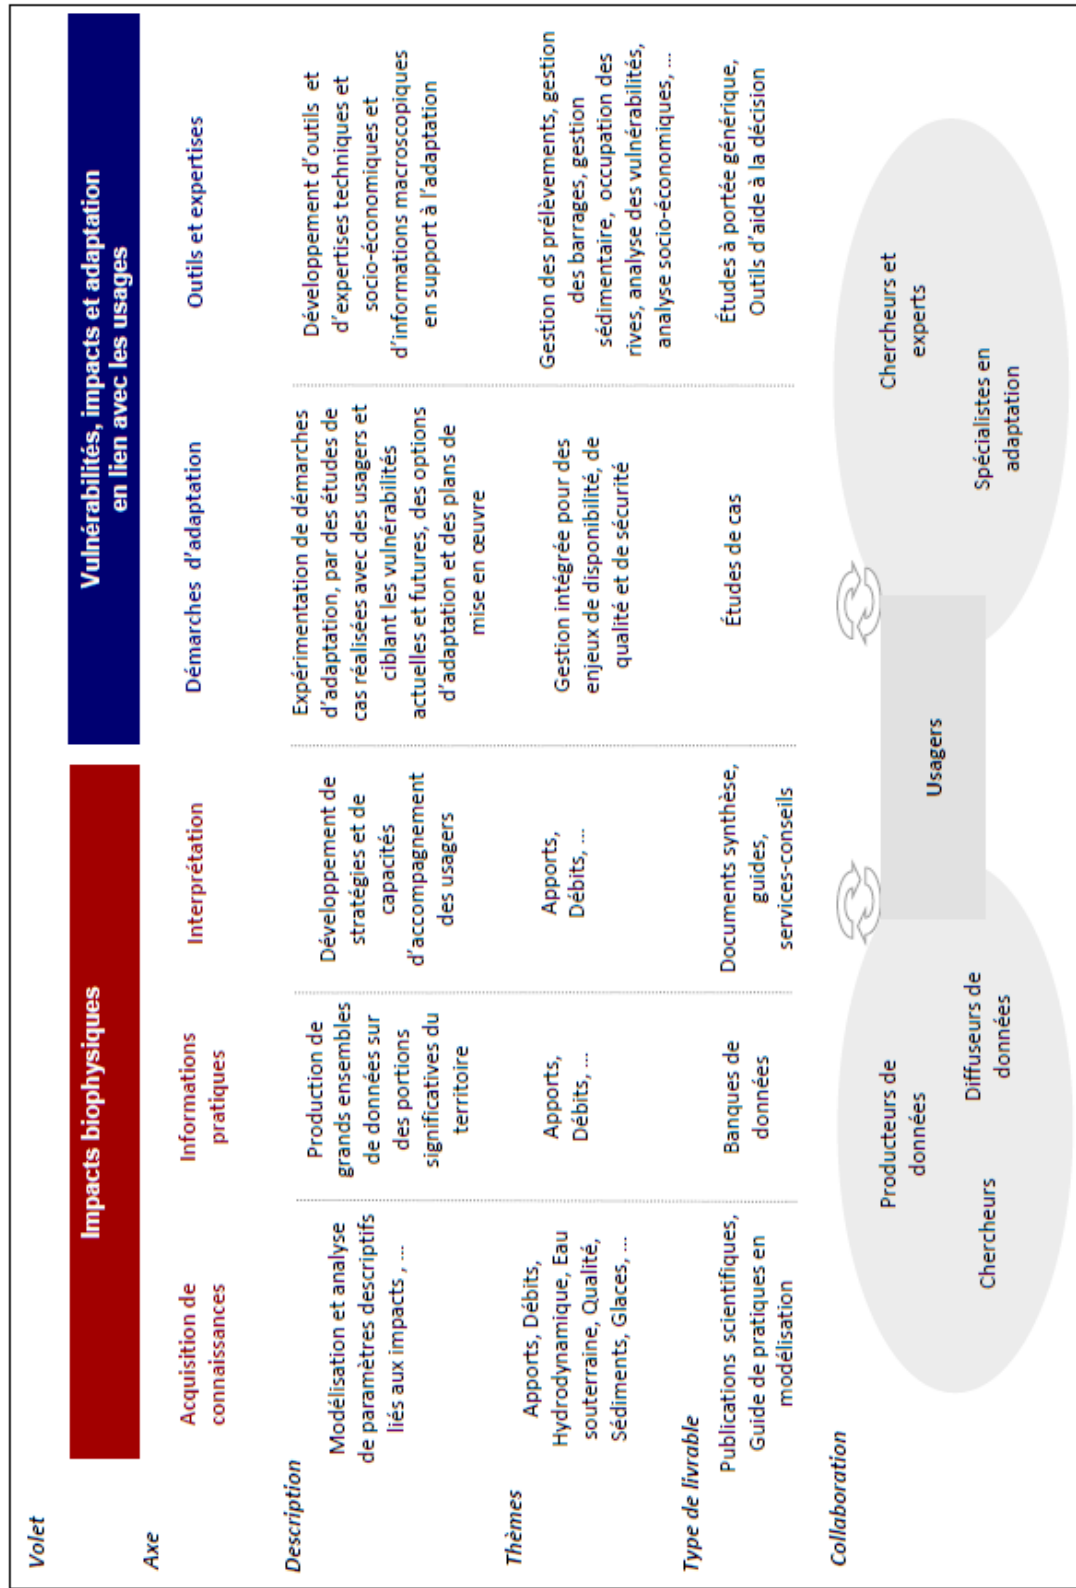 Volet
Impacts biophysiques
Vulnérabilités, impacts et adaptation
en lien avec les usages
Axe
Acquisition de
connaissances
Informations
pratiques
Interprétation
Démarches d'adaptation
Outils et expertises
Description
Modélisation et analyse
de paramètres descriptifs
liés aux impacts , ...
Production de
grands ensembles
de données sur
des portions
significatives du
territoire
Développement de
stratégies et de
capacités
d'accompagnement
des usagers
Expérimentation de démarches
d'adaptation, par des études de
cas réalisées avec des usagers et
ciblant les vulnérabilités
actuelles et futures, des options
d'adaptation et des plans de
mise en œuvre
Développement d'outils et
d'expertises techniques et
socio-économiques et
d'informations macroscopiques
en support à l'adaptation
Thèmes
Apports, Débits,
Hydrodynamique, Eau
souterraine, Qualité,
Sédiments, Glaces, ...
Apports,
Débits, ...
Apports,
Débits, ...
Gestion intégrée pour des
enjeux de disponibilité, de
qualité et de sécurité
Gestion des prélèvements, gestion
des barrages, gestion
sédimentaire, occupation des
rives, analyse des vulnérabilités,
analyse socio-économiques, ...
Type de livrable
Publications scientifiques,
Guide de pratiques en
modélisation
Banques de
données
Documents synthèse,
guides,
services-conseils
Études de cas
Études à portée générique,
Outils d'aide à la décision
Collaboration
Chercheurs
Producteurs de
données
Diffuseurs de
données
Usagers
Chercheurs et
experts
Spécialistes en
adaptation